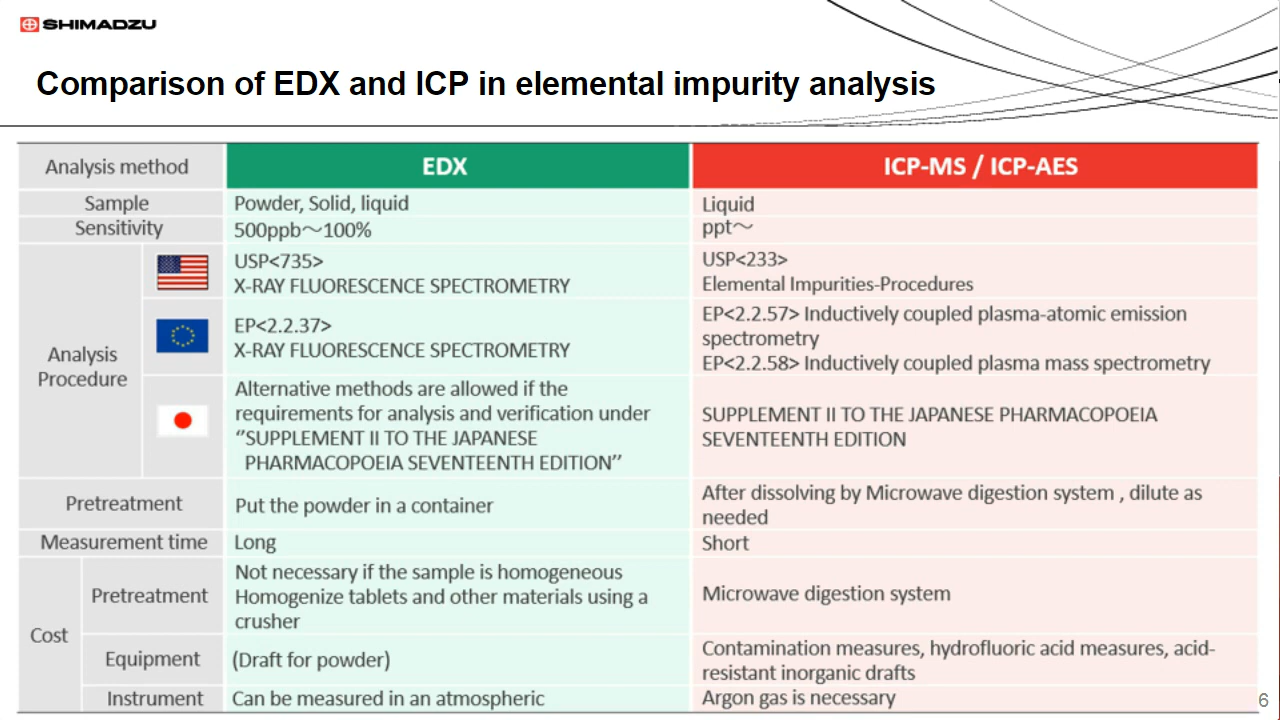 SHIMADZU
Comparison of EDX and ICP in elemental impurity analysis
Analysis method
EDX
ICP-MS / ICP-AES
Sample
Powder, Solid, liquid
Liquid
Sensitivity
500ppb～100%
ppt～
Analysis
Procedure
USP<735>
X-RAY FLUORESCENCE SPECTROMETRY
USP<233>
Elemental Impurities-Procedures
EP<2.2.37>
X-RAY FLUORESCENCE SPECTROMETRY
EP<2.2.57> Inductively coupled plasma-atomic emission
spectrometry
EP<2.2.58> Inductively coupled plasma mass spectrometry
Alternative methods are allowed if the
requirements for analysis and verification under
“SUPPLEMENT II TO THE JAPANESE
PHARMACOPOEIA SEVENTEENTH EDITION”
SUPPLEMENT II TO THE JAPANESE PHARMACOPOEIA
SEVENTEENTH EDITION
Pretreatment
Put the powder in a container
After dissolving by Microwave digestion system , dilute as
needed
Measurement time
Long
Short
Cost
Pretreatment
Not necessary if the sample is homogeneous
Homogenize tablets and other materials using a
crusher
Microwave digestion system
Equipment
(Draft for powder)
Contamination measures, hydrofluoric acid measures, acid-
resistant inorganic drafts
Instrument
Can be measured in an atmospheric
Argon gas is necessary
6